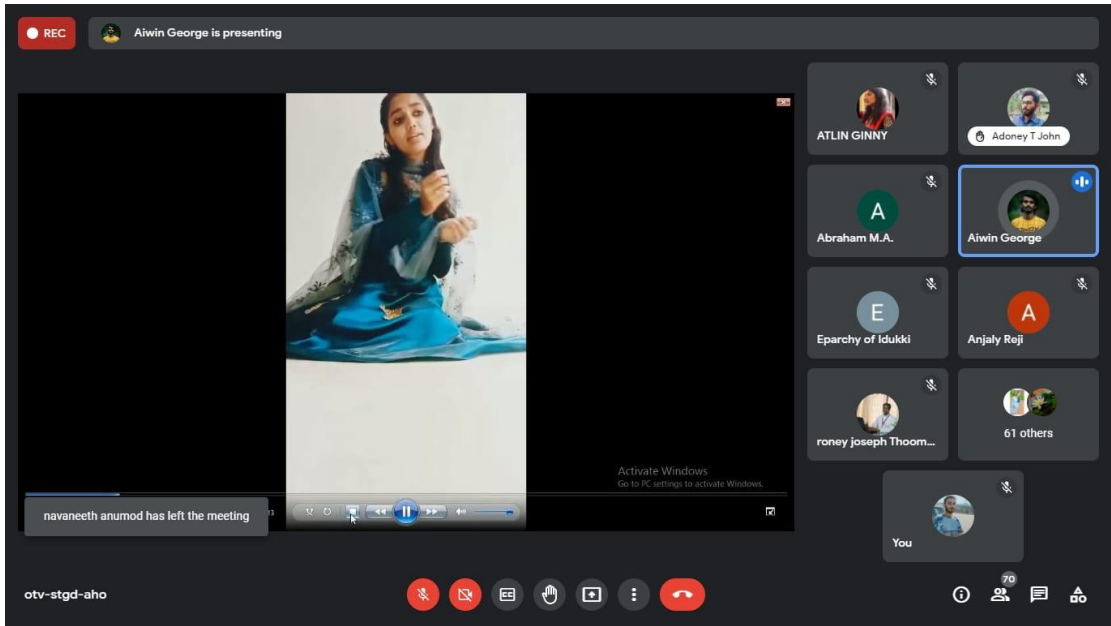 REC
Aiwin George is presenting
ATLIN GINNY
Adoney T John
A
Abraham M.A.
Aiwin George
E
Eparchy of Idukki
A
Anjaly Reji
roney joseph Thoom...
61 others
Activate Windows
Go to PC settings to activate Windows.
navaneeth anumod has left the meeting
You
otv-stgd-aho
CC
70